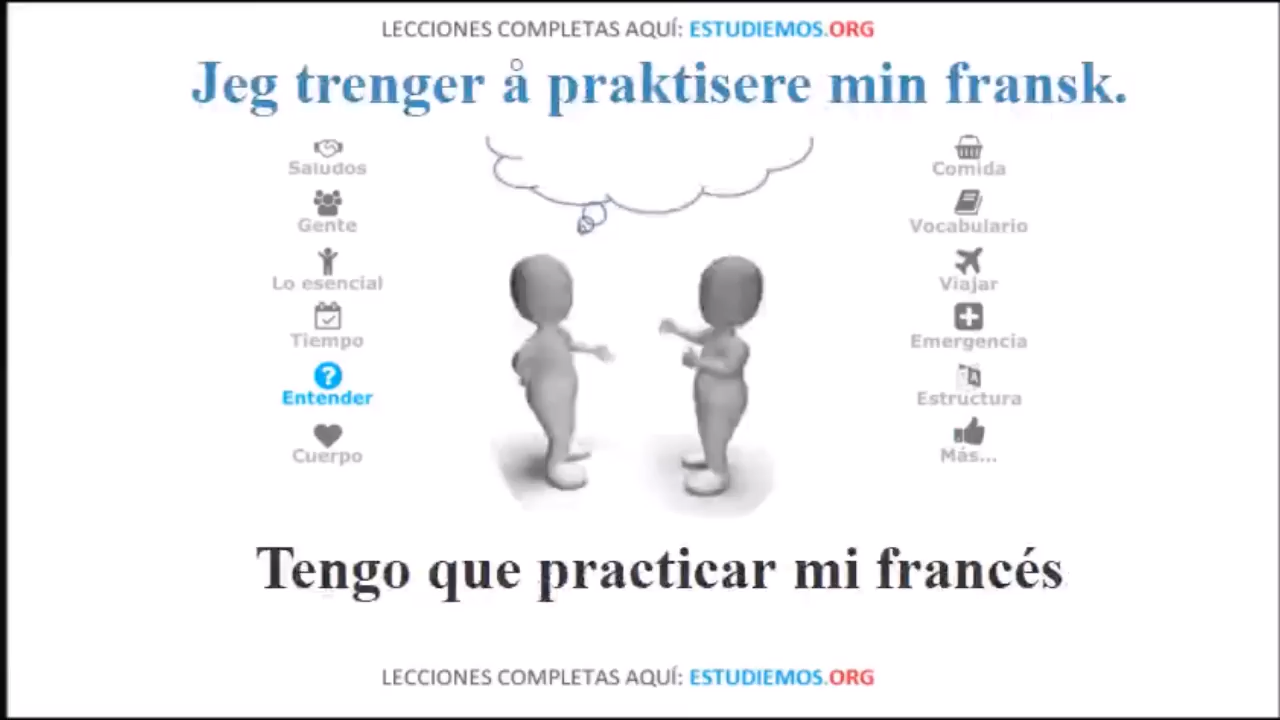 LECCIONES COMPLETAS AQUÍ: ESTUDIEMOS.ORG
Jeg trenger å praktisere min fransk.
Saludos
Gente
Lo esencial
Tiempo
Entender
Cuerpo
Comida
Vocabulario
Viajar
Emergencia
Estructura
Más...
Tengo que practicar mi francés
LECCIONES COMPLETAS AQUÍ: ESTUDIEMOS.ORG